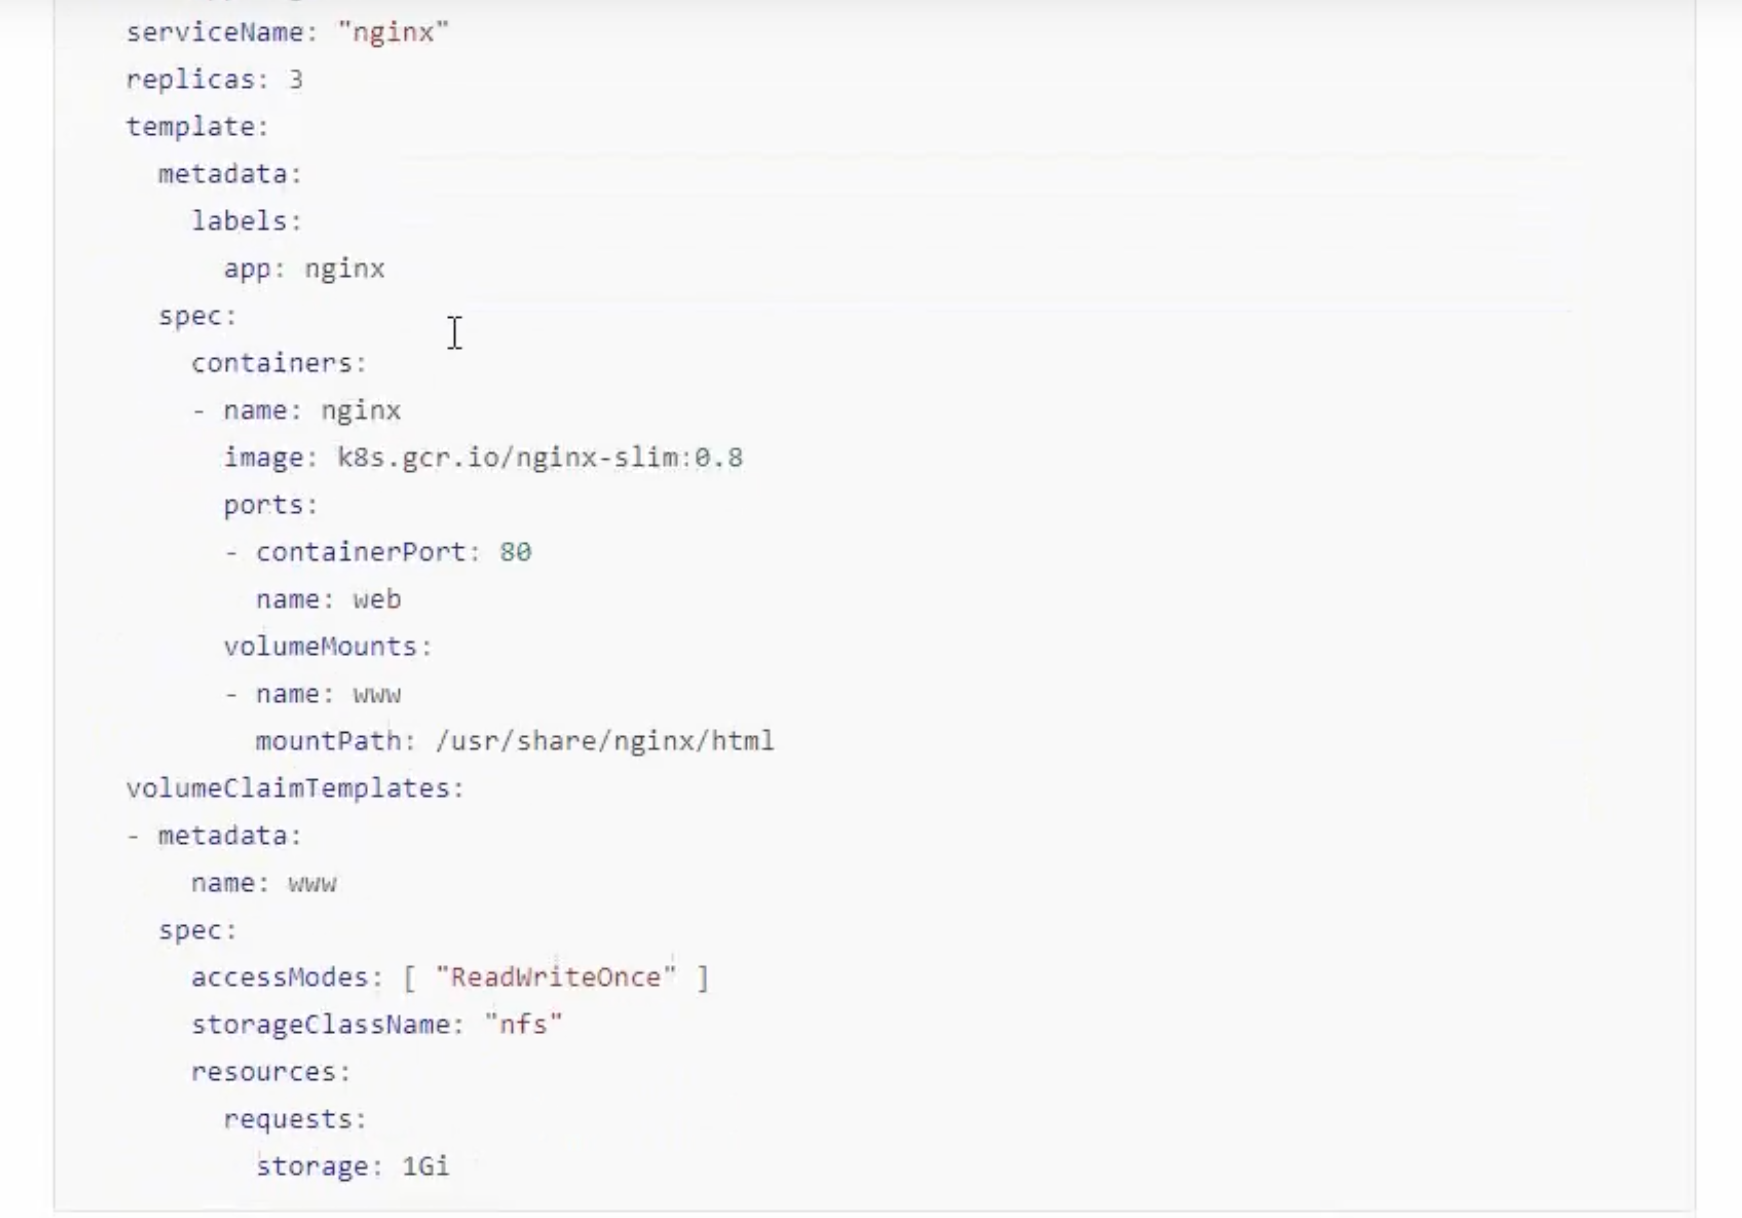 serviceName: "nginx"
replicas: 3
template:
metadata:
labels:
app: nginx
spec:
containers:
- name: nginx
image: k8s.gcr.io/nginx-slim:0.8
ports:
- containerPort: 80
name: web
volumeMounts:
- name: www
mountPath: /usr/share/nginx/html
volumeClaimTemplates:
- metadata:
name: www
spec:
accessModes: [ "ReadWriteOnce" ]
storageClassName: "nfs"
resources:
requests:
storage: 1Gi